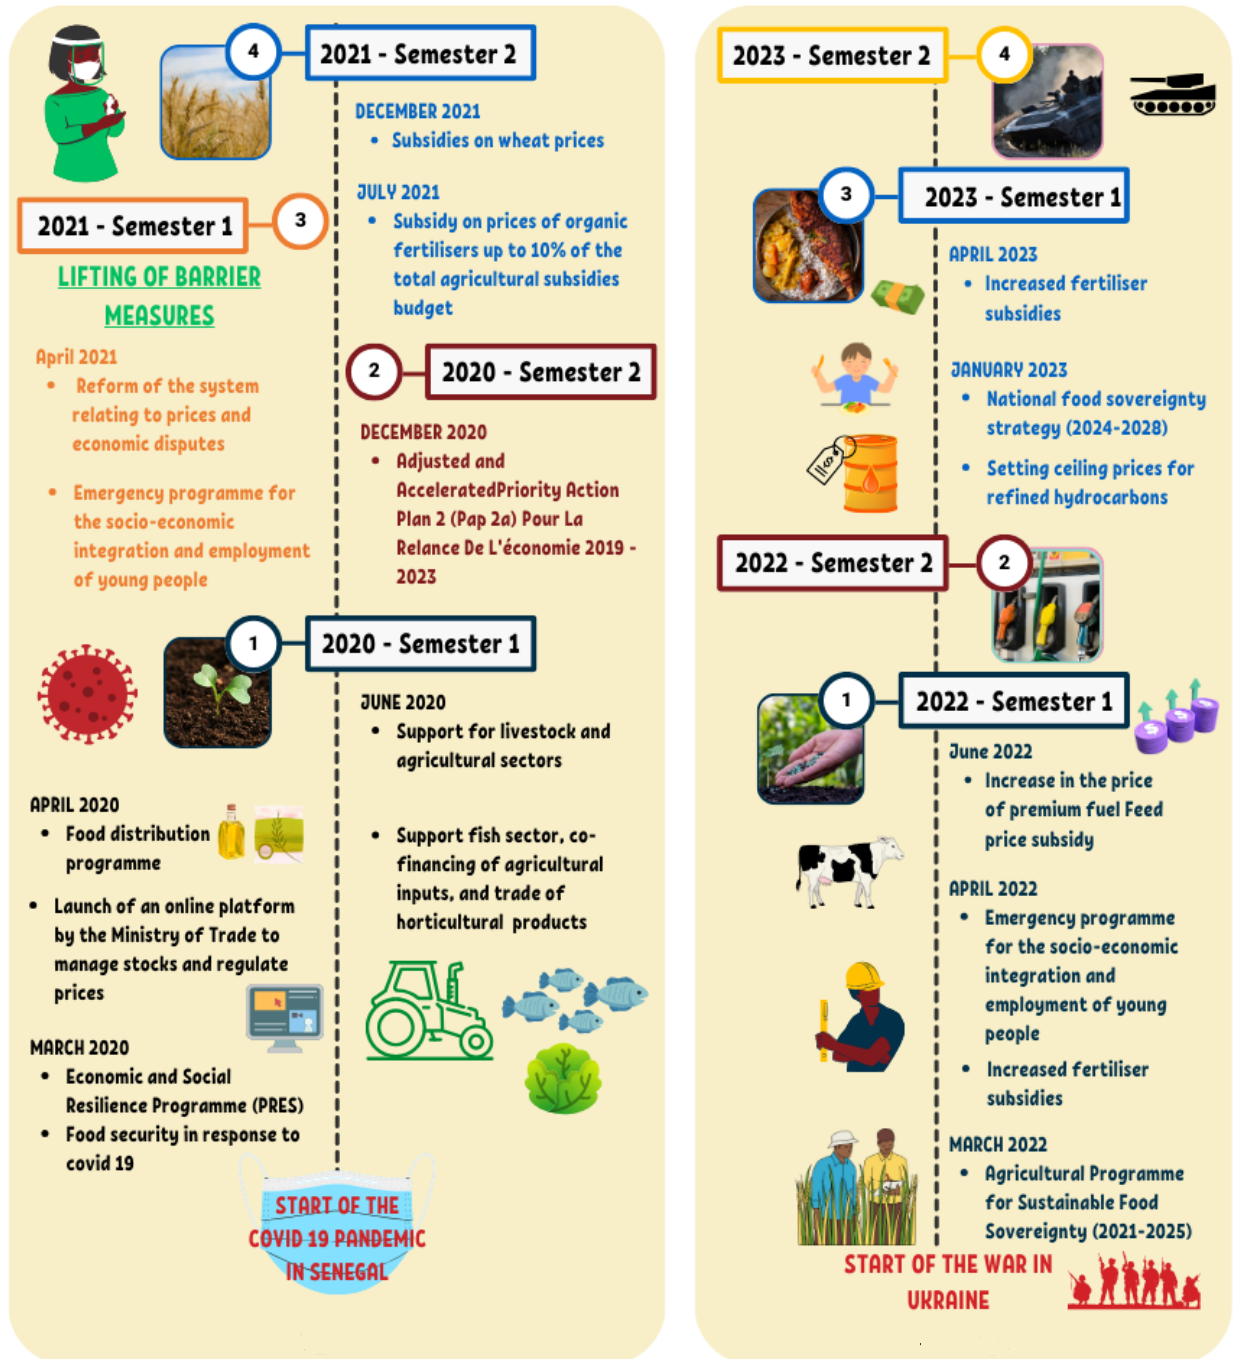 4
2021 - Semester 2
DECEMBER 2021
• Subsidies on wheat prices
JULY 2021
• Subsidy on prices of organic
fertilisers up to 10% of the
total agricultural subsidies
budget
2021 - Semester 1
3
LIFTING OF BARRIER
MEASURES
April 2021
• Reform of the system
relating to prices and
economic disputes
• Emergency programme for
the socio-economic
integration and employment
of young people
2
2020 - Semester 2
DECEMBER 2020
• Adjusted and
AcceleratedPriority Action
Plan 2 (Pap 2a) Pour La
Relance De L'économie 2019 -
2023
1
2020 - Semester 1
JUNE 2020
• Support for livestock and
agricultural sectors
• Support fish sector, co-
financing of agricultural
inputs, and trade of
horticultural products
APRIL 2020
• Food distribution
programme
• Launch of an online platform
by the Ministry of Trade to
manage stocks and regulate
prices
MARCH 2020
• Economic and Social
Resilience Programme (PRES)
• Food security in response to
covid 19
START OF THE
COVID 19 PANDEMIC
IN SENEGAL
2023 - Semester 2
4
3
2023 - Semester 1
APRIL 2023
• Increased fertiliser
subsidies
JANUARY 2023
• National food sovereignty
strategy (2024-2028)
• Setting ceiling prices for
refined hydrocarbons
$
2022 - Semester 2
2
1
2022 - Semester 1
$ $ $
June 2022
• Increase in the price
of premium fuel Feed
price subsidy
APRIL 2022
• Emergency programme
for the socio-economic
integration and
employment of young
people
• Increased fertiliser
subsidies
MARCH 2022
• Agricultural Programme
for Sustainable Food
Sovereignty (2021-2025)
START OF THE WAR IN
UKRAINE